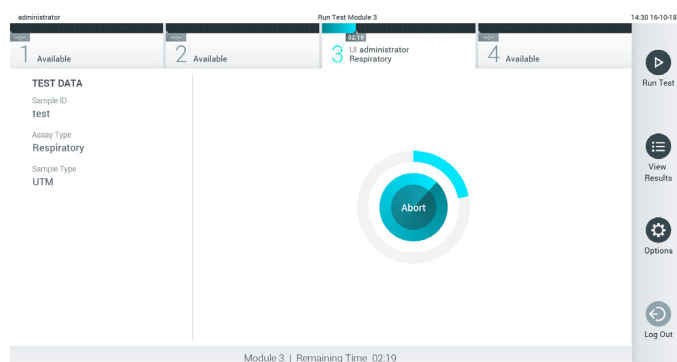 administrator
Run Test Module 3
14:30 16-10-18
--:--
1 Available
--:--
2 Available
02:19
3 UI administrator
Respiratory
--:--
4 Available
TEST DATA
Sample ID
test
Assay Type
Respiratory
Sample Type
UTM
Abort
Run Test
View
Results
Options
Log Out
Module 3 | Remaining Time 02:19